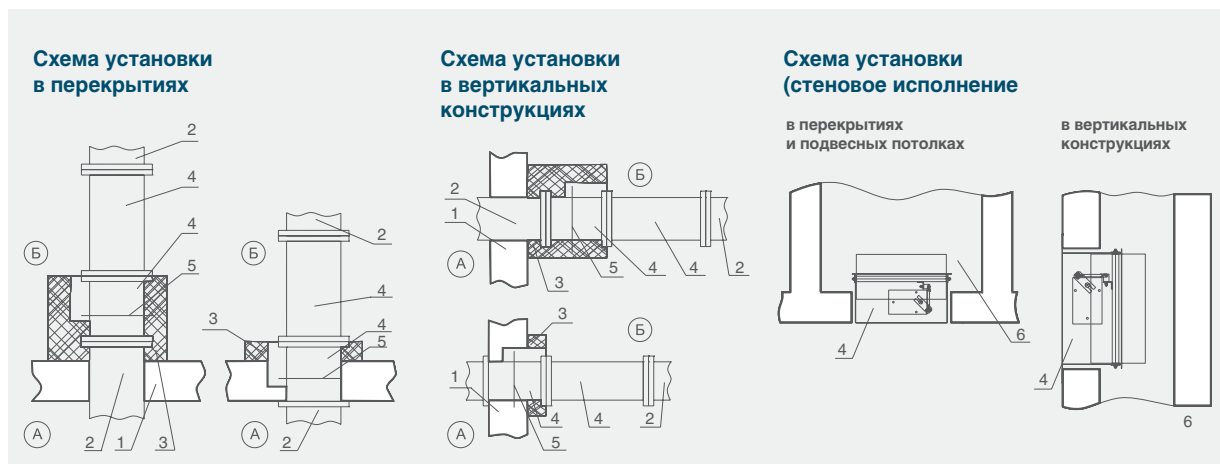 Схема установки
в перекрытиях
2
4
4
Б
5
3
А
2
1
3
Б
2
4
4
5
А
2
Схема установки
в вертикальных
конструкциях
2
1
А
Б
3
5
4
4
2
3
Б
1
А
4
4
2
5
Схема установки
(стеновое исполнение
в перекрытиях
и подвесных потолках
4
6
в вертикальных
конструкциях
4
6